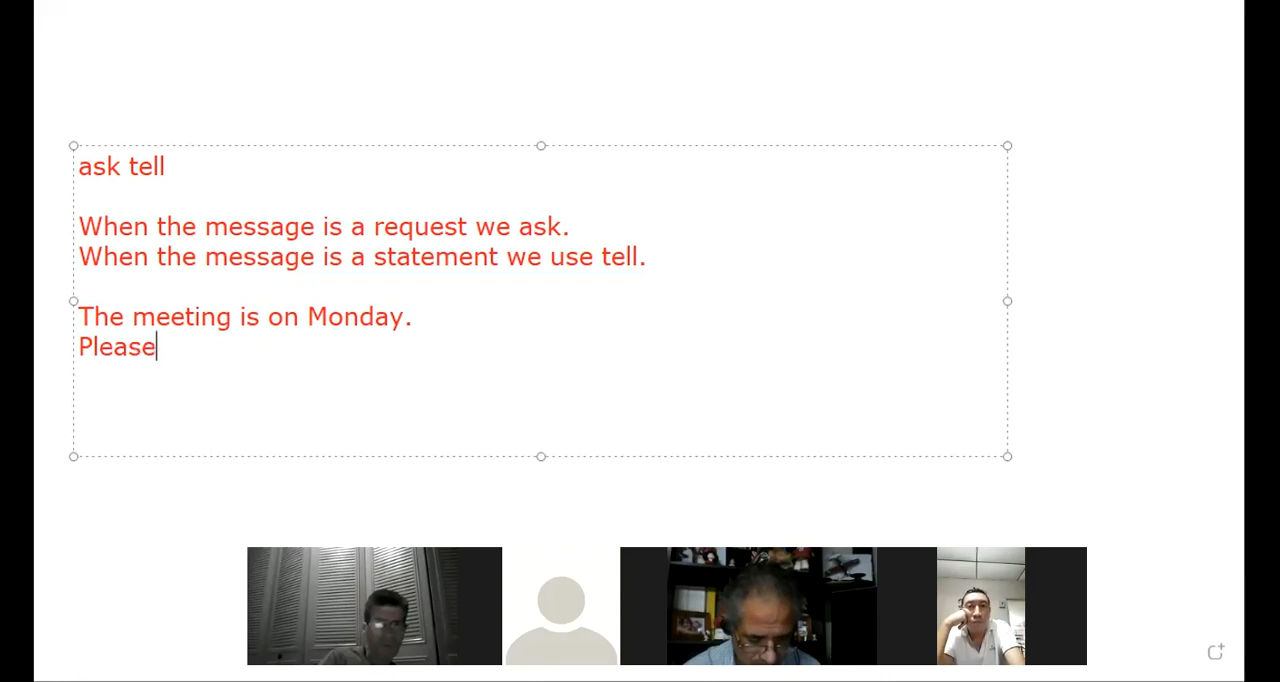 ask tell
When the message is a request we ask.
When the message is a statement we use tell.
The meeting is on Monday.
Please